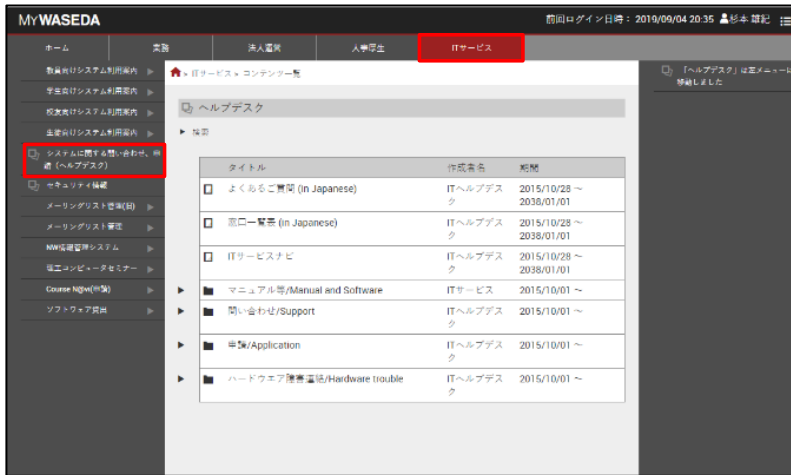 MYWASEDA
前回ログイン日時： 2019/09/04 20:35 杉本 雄記
ホーム 業務 法人運営 人事厚生 ITサービス
教員向けシステム利用案内
学生向けシステム利用案内
校友向けシステム利用案内
生徒向けシステム利用案内
システムに関する問い合わせ、申
請（ヘルプデスク）
セキュリティ情報
メーリングリスト管理(旧)
メーリングリスト管理
NW情報管理システム
理工コンピュータセミナー
Course N@vi(申請)
ソフトウェア貸出
» ITサービス » コンテンツ一覧
ヘルプデスク
検索
タイトル 作成者名 期間
よくあるご質問 (in Japanese) ITヘルプデス
ク 2015/10/28 ～
2038/01/01
窓口一覧表 (in Japanese) ITヘルプデス
ク 2015/10/28 ～
2038/01/01
ITサービスナビ ITヘルプデス
ク 2015/10/28 ～
2038/01/01
マニュアル等/Manual and Software ITサービス 2015/10/01 ～
問い合わせ/Support ITヘルプデス
ク 2015/10/01 ～
申請/Application ITヘルプデス
ク 2015/10/01 ～
ハードウエア障害連絡/Hardware trouble ITヘルプデス
ク 2015/10/01 ～
「ヘルプデスク」は左メニューに
移動しました